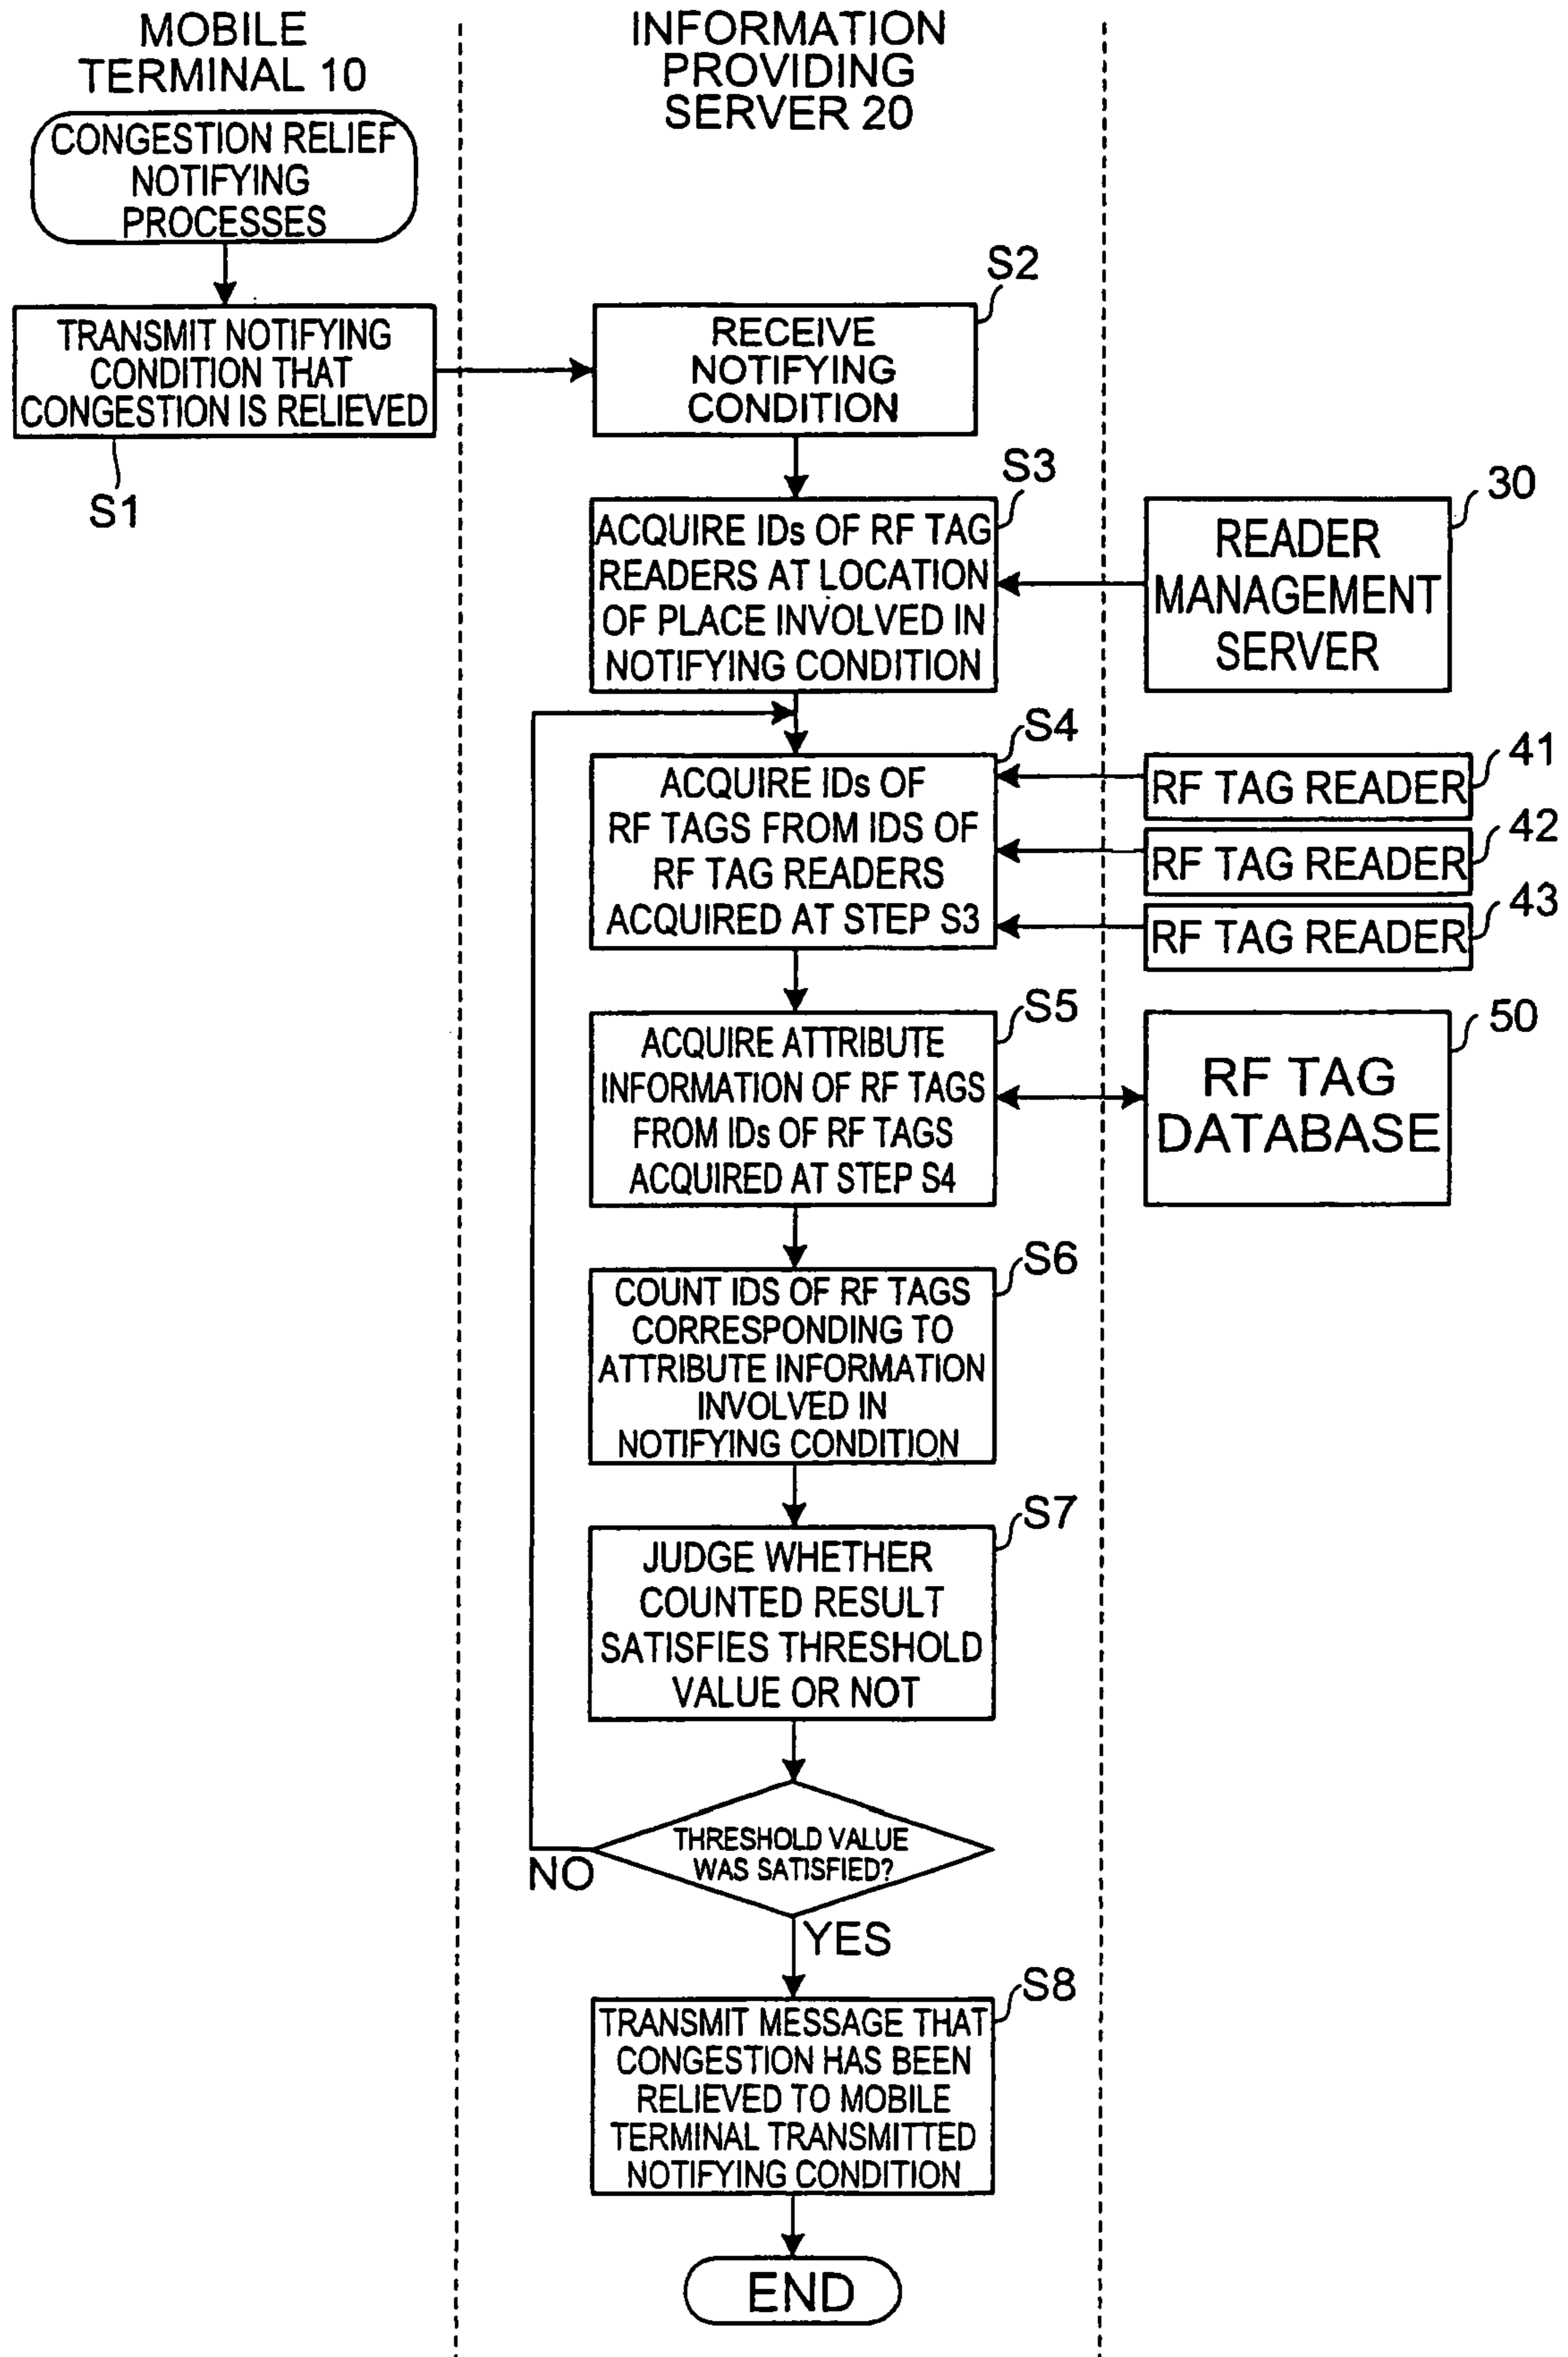 MOBILE
TERMINAL 10
INFORMATION
PROVIDING
SERVER 20
CONGESTION RELIEF
NOTIFYING
PROCESSES
TRANSMIT NOTIFYING
CONDITION THAT
CONGESTION IS RELIEVED
S1
S2
RECEIVE
NOTIFYING
CONDITION
S3
ACQUIRE IDs OF RF TAG
READERS AT LOCATION
OF PLACE INVOLVED IN
NOTIFYING CONDITION
30
READER
MANAGEMENT
SERVER
S4
ACQUIRE IDs OF
RF TAGS FROM IDS OF
RF TAG READERS
ACQUIRED AT STEP S3
41
RF TAG READER
42
RF TAG READER
43
RF TAG READER
S5
ACQUIRE ATTRIBUTE
INFORMATION OF RF TAGS
FROM IDs OF RF TAGS
ACQUIRED AT STEP S4
50
RF TAG
DATABASE
S6
COUNT IDS OF RF TAGS
CORRESPONDING TO
ATTRIBUTE INFORMATION
INVOLVED IN
NOTIFYING CONDITION
S7
JUDGE WHETHER
COUNTED RESULT
SATISFIES THRESHOLD
VALUE OR NOT
THRESHOLD VALUE
WAS SATISFIED?
NO
YES
S8
TRANSMIT MESSAGE THAT
CONGESTION HAS BEEN
RELIEVED TO MOBILE
TERMINAL TRANSMITTED
NOTIFYING CONDITION
END